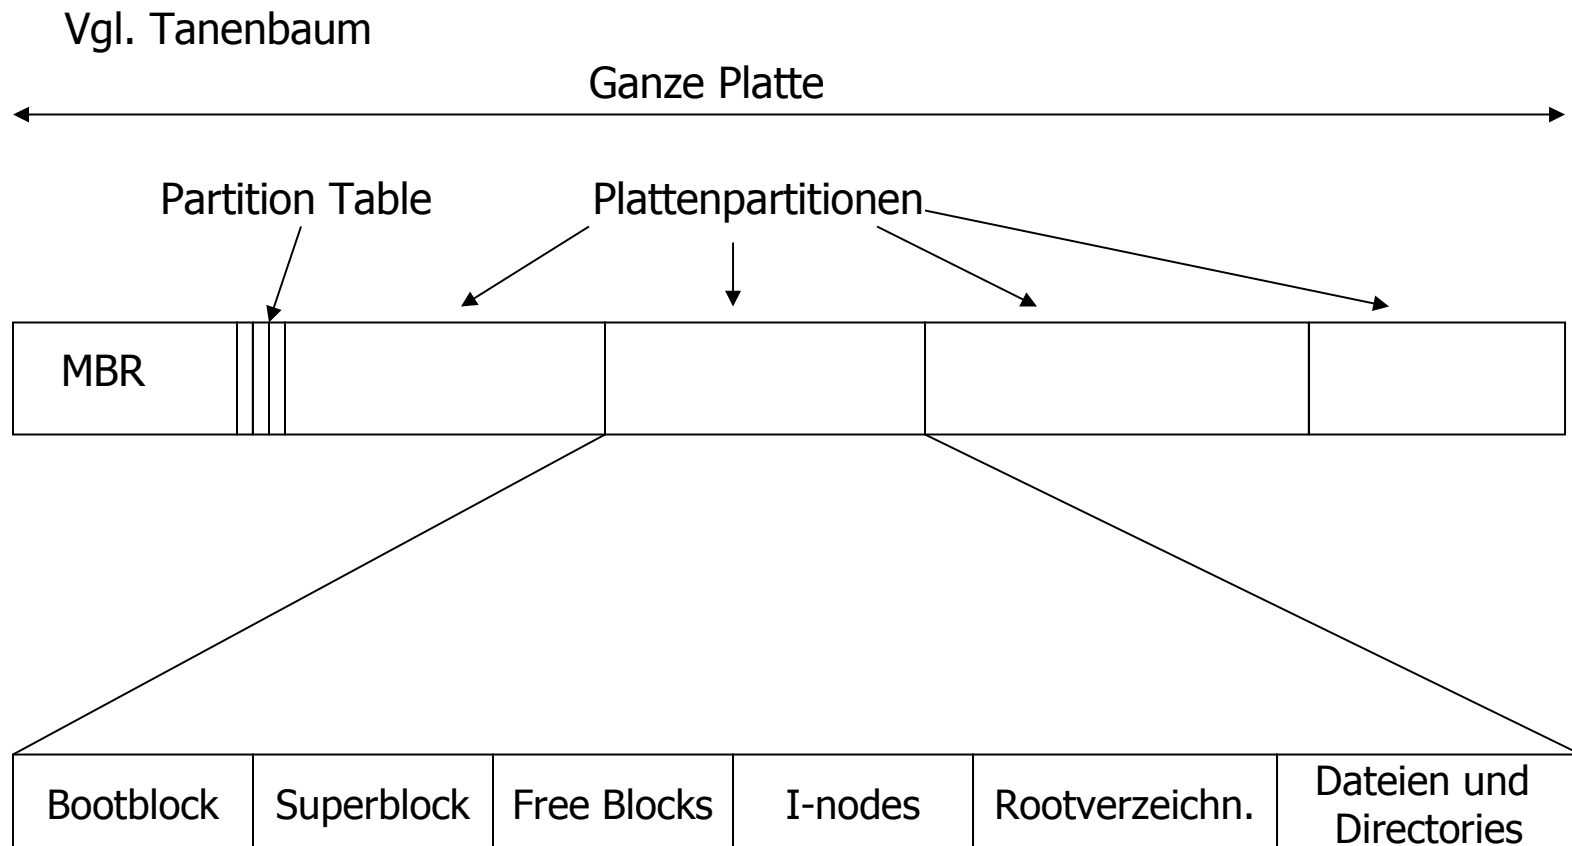 Vgl. Tanenbaum
Ganze Platte
Partition Table
Plattenpartitionen
MBR
Bootblock
Superblock
Free Blocks
I-nodes
Rootverzeichn.
Dateien und
Directories